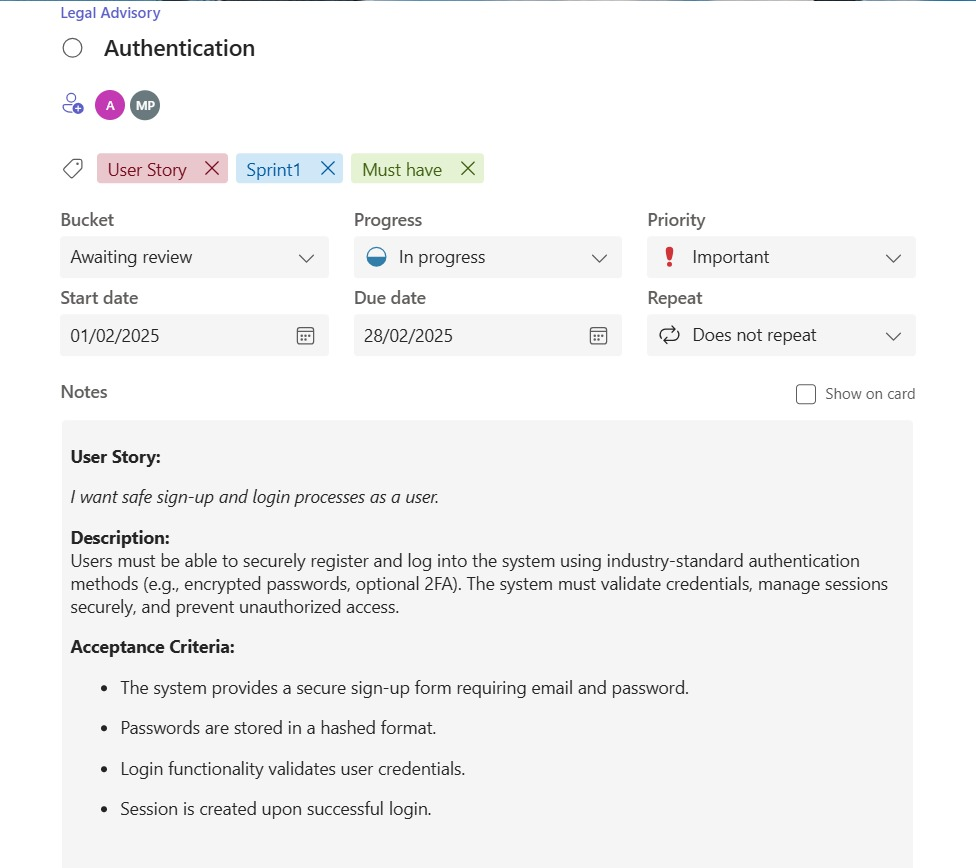 Legal Advisory
Authentication
A MP
User Story Sprint1 Must have
Bucket Progress Priority
Awaiting review In progress Important
Start date Due date Repeat
01/02/2025 28/02/2025 Does not repeat
Notes Show on card
User Story:
I want safe sign-up and login processes as a user.
Description:
Users must be able to securely register and log into the system using industry-standard authentication
methods (e.g., encrypted passwords, optional 2FA). The system must validate credentials, manage sessions
securely, and prevent unauthorized access.
Acceptance Criteria:
• The system provides a secure sign-up form requiring email and password.
• Passwords are stored in a hashed format.
• Login functionality validates user credentials.
• Session is created upon successful login.